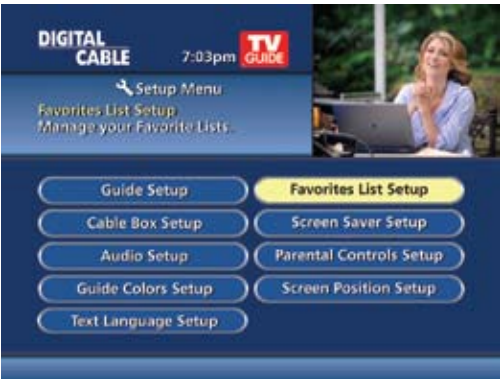 DIGITAL
CABLE
7:03pm
TV
GUIDE
Setup Menu
Favorites List Setup
Manage your Favorite Lists.
Guide Setup
Favorites List Setup
Cable Box Setup
Screen Saver Setup
Audio Setup
Parental Controls Setup
Guide Colors Setup
Screen Position Setup
Text Language Setup